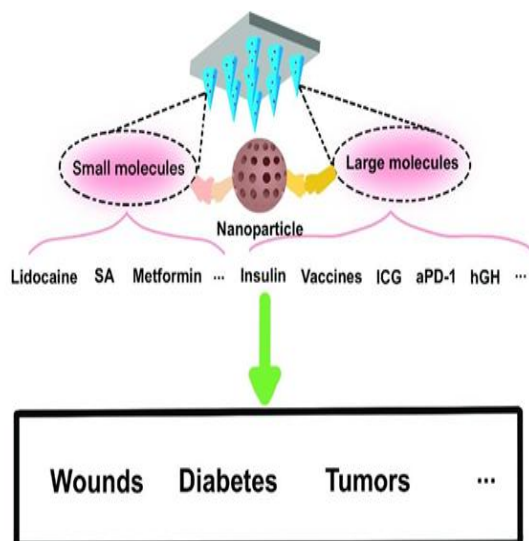 Small molecules
Large molecules
Nanoparticle
Lidocaine SA Metformin ... Insulin Vaccines ICG aPD-1 hGH ...
Wounds Diabetes Tumors ...